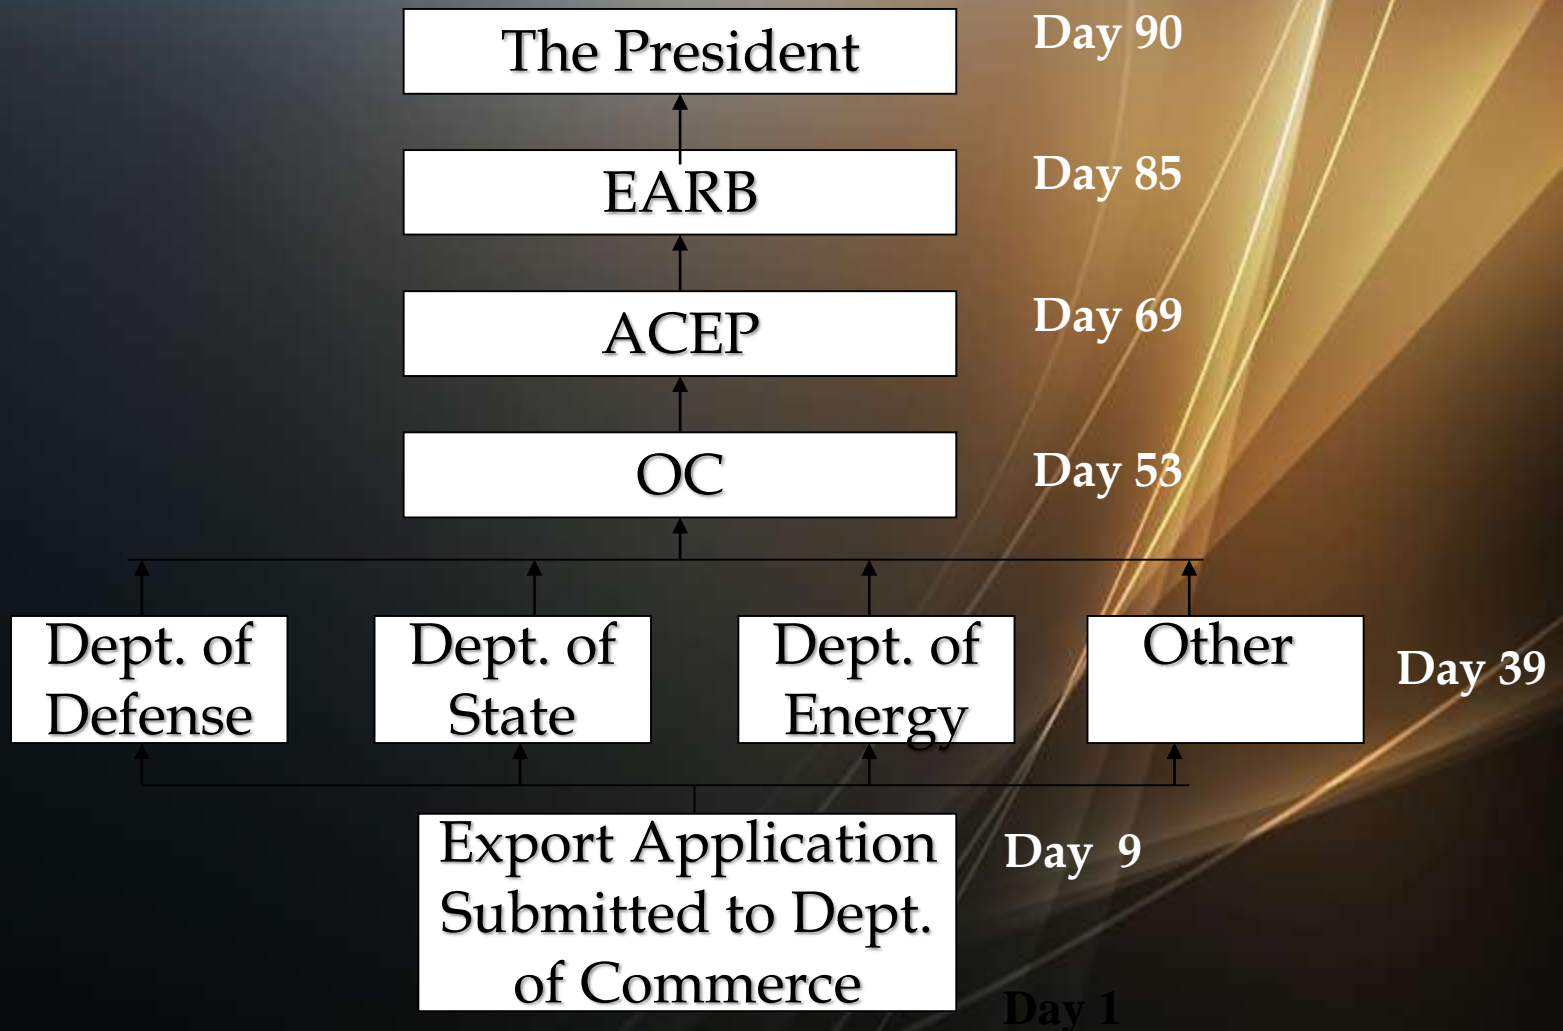 The President
Day 90
EARB
Day 85
ACEP
Day 69
OC
Day 53
Dept. of
Defense
Dept. of
State
Dept. of
Energy
Other
Day 39
Export Application
Submitted to Dept.
of Commerce
Day 9
Day 1